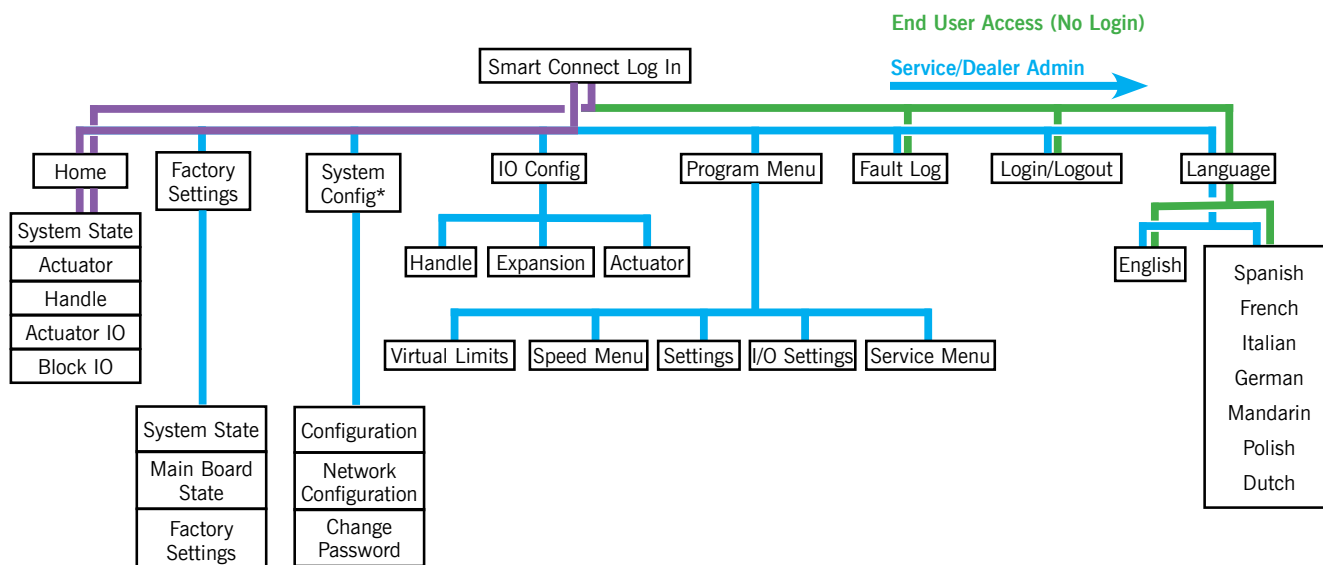 End User Access (No Login)
Smart Connect Log In
Service/Dealer Admin
Home
Factory
Settings
System
Config*
IO Config
Program Menu
Fault Log
Login/Logout
Language
System State
Actuator
Handle
Actuator IO
Block IO
Handle
Expansion
Actuator
English
Spanish
French
Italian
German
Mandarin
Polish
Dutch
Virtual Limits
Speed Menu
Settings
I/O Settings
Service Menu
System State
Main Board
State
Factory
Settings
Configuration
Network
Configuration
Change
Password